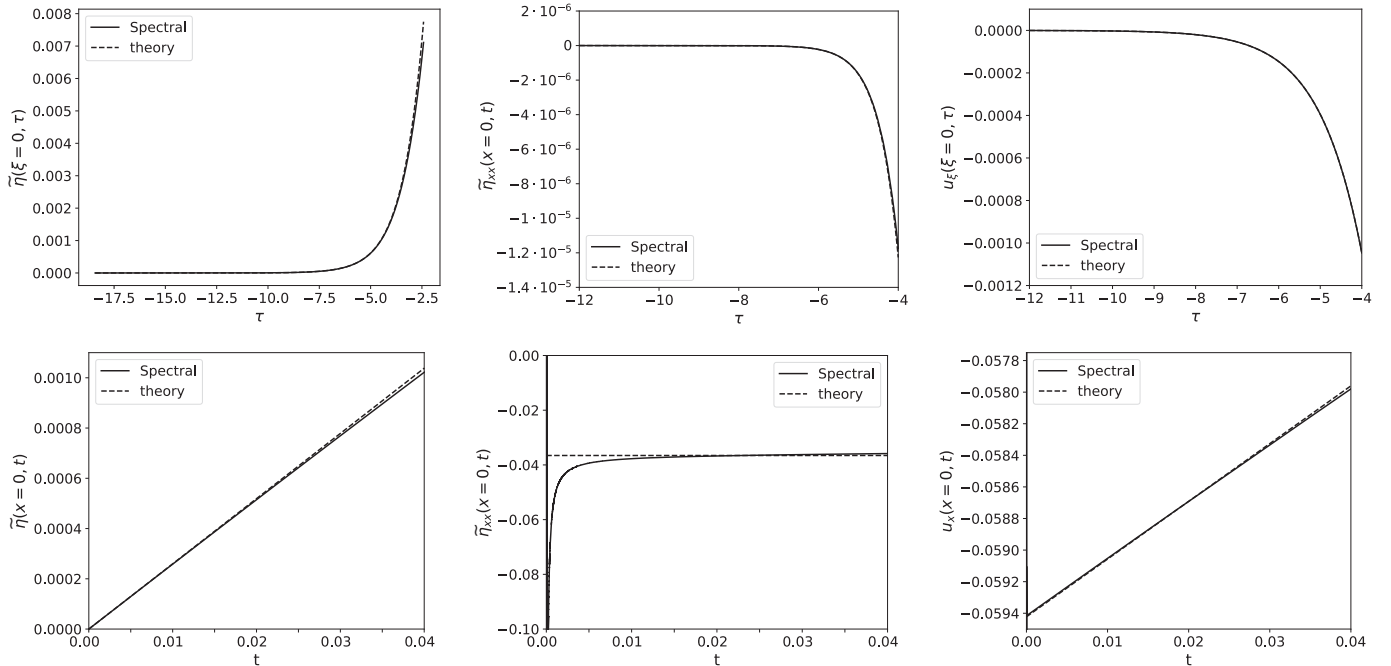 0.008
0.007
0.006
0.005
0.004
0.003
0.002
0.001
0.000
η̃(ξ = 0, τ)
Spectral
theory
−17.5 −15.0 −12.5 −10.0 −7.5 −5.0 −2.5
τ
2·10⁻⁶
0
−2·10⁻⁶
−4·10⁻⁶
−6·10⁻⁶
−8·10⁻⁶
−1·10⁻⁵
−1.2·10⁻⁵
−1.4·10⁻⁵
η̃ₓₓ(x = 0, t)
Spectral
theory
−12 −10 −8 −6 −4
τ
0.0000
−0.0002
−0.0004
−0.0006
−0.0008
−0.0010
−0.0012
u_ξ(ξ = 0, τ)
Spectral
theory
−12 −11 −10 −9 −8 −7 −6 −5 −4
τ
0.0010
0.0008
0.0006
0.0004
0.0002
0.0000
η̃(x = 0, t)
Spectral
theory
0.00 0.01 0.02 0.03 0.04
t
0.00
−0.02
−0.04
−0.06
−0.08
−0.10
η̃ₓₓ(x = 0, t)
Spectral
theory
0.00 0.01 0.02 0.03 0.04
t
−0.0578
−0.0580
−0.0582
−0.0584
−0.0586
−0.0588
−0.0590
−0.0592
−0.0594
uₓ(x = 0, t)
Spectral
theory
0.00 0.01 0.02 0.03 0.04
t